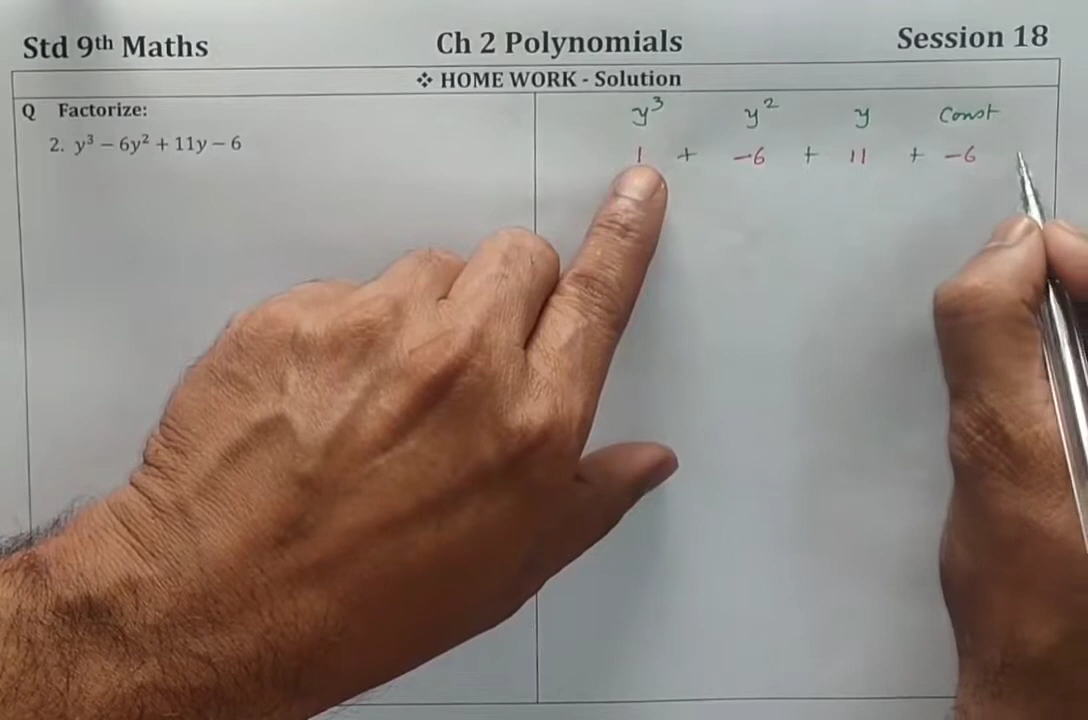 Std 9th Maths Ch 2 Polynomials Session 18
❖ HOME WORK - Solution
Q Factorize:
2. y³ – 6y² + 11y – 6
y³ y² y Const
1 + -6 + 11 + -6